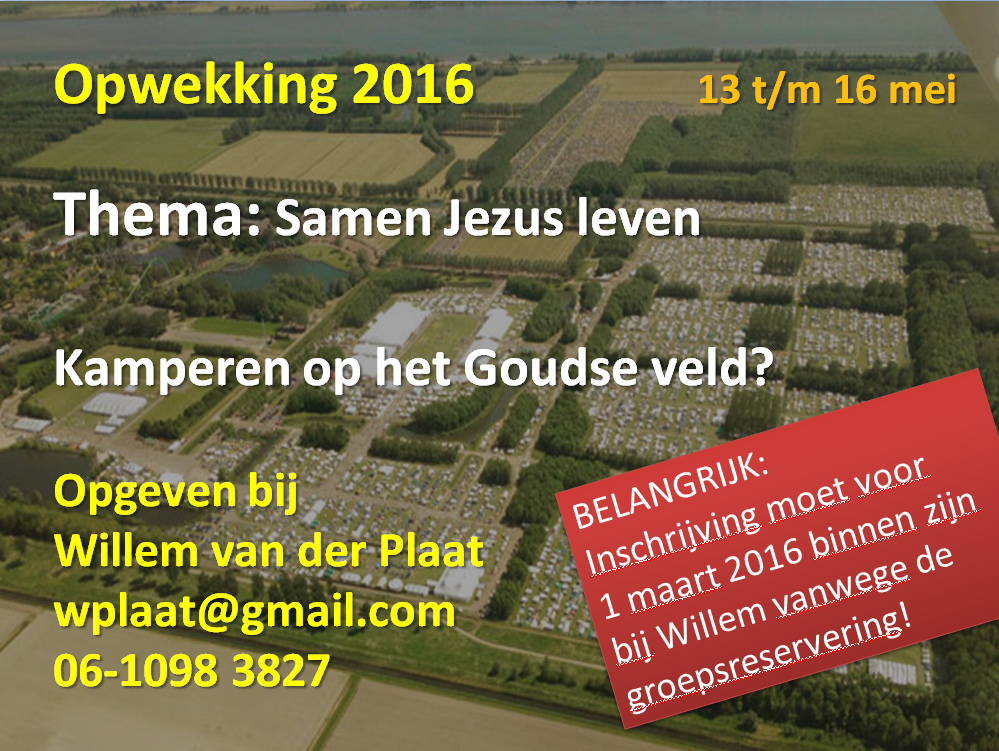 Opwekking 2016
13 t/m 16 mei
Thema: Samen Jezus leven
Kamperen op het Goudse veld?
Opgeven bij
Willem van der Plaat
wplaat@gmail.com
06-1098 3827
BELANGRIJK:
Inschrijving moet voor
1 maart 2016 binnen zijn
bij Willem vanwege de
groepsreservering!